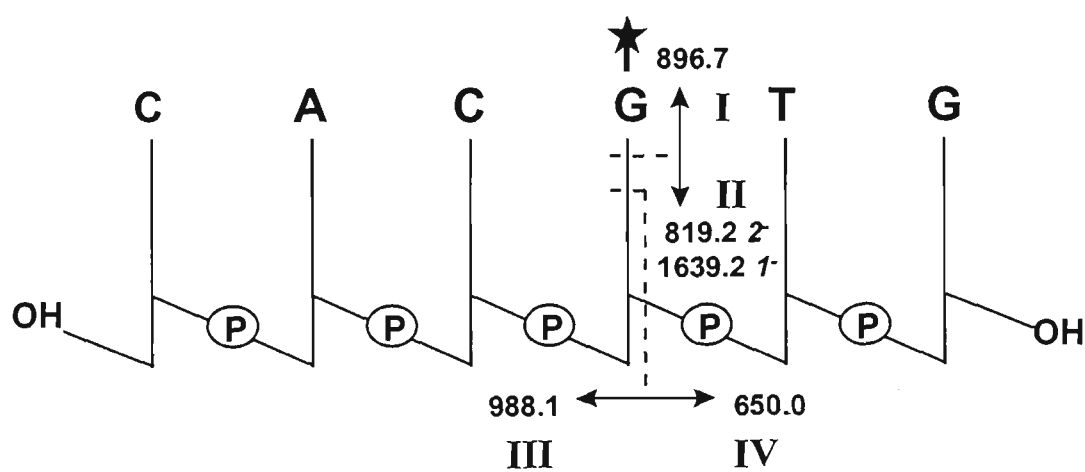 896.7
C A C G I T G
II
819.2 2-
1639.2 1-
OH P P P P P OH
988.1 650.0
III IV